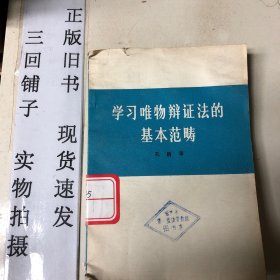 正版旧书 现货速发
三回铺子 实物拍摄
学习唯物辩证法的
基本范畴